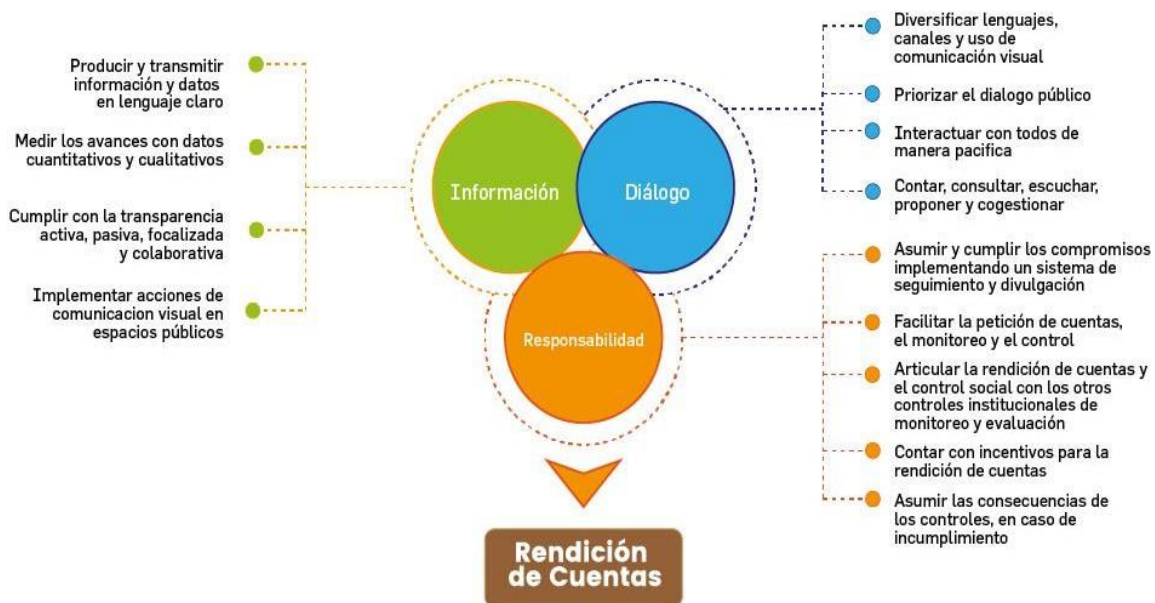 Producir y transmitir
información y datos
en lenguaje claro
Medir los avances con datos
cuantitativos y cualitativos
Cumplir con la transparencia
activa, pasiva, focalizada
y colaborativa
Implementar acciones de
comunicacion visual en
espacios públicos
Información
Diálogo
Responsabilidad
Diversificar lenguajes,
canales y uso de
comunicación visual
Priorizar el dialogo público
Interactuar con todos de
manera pacifica
Contar, consultar, escuchar,
proponer y cogestionar
Asumir y cumplir los compromisos
implementando un sistema de
seguimiento y divulgación
Facilitar la petición de cuentas,
el monitoreo y el control
Articular la rendición de cuentas y
el control social con los otros
controles institucionales de
monitoreo y evaluación
Contar con incentivos para la
rendición de cuentas
Asumir las consecuencias de
los controles, en caso de
incumplimiento
Rendición
de Cuentas